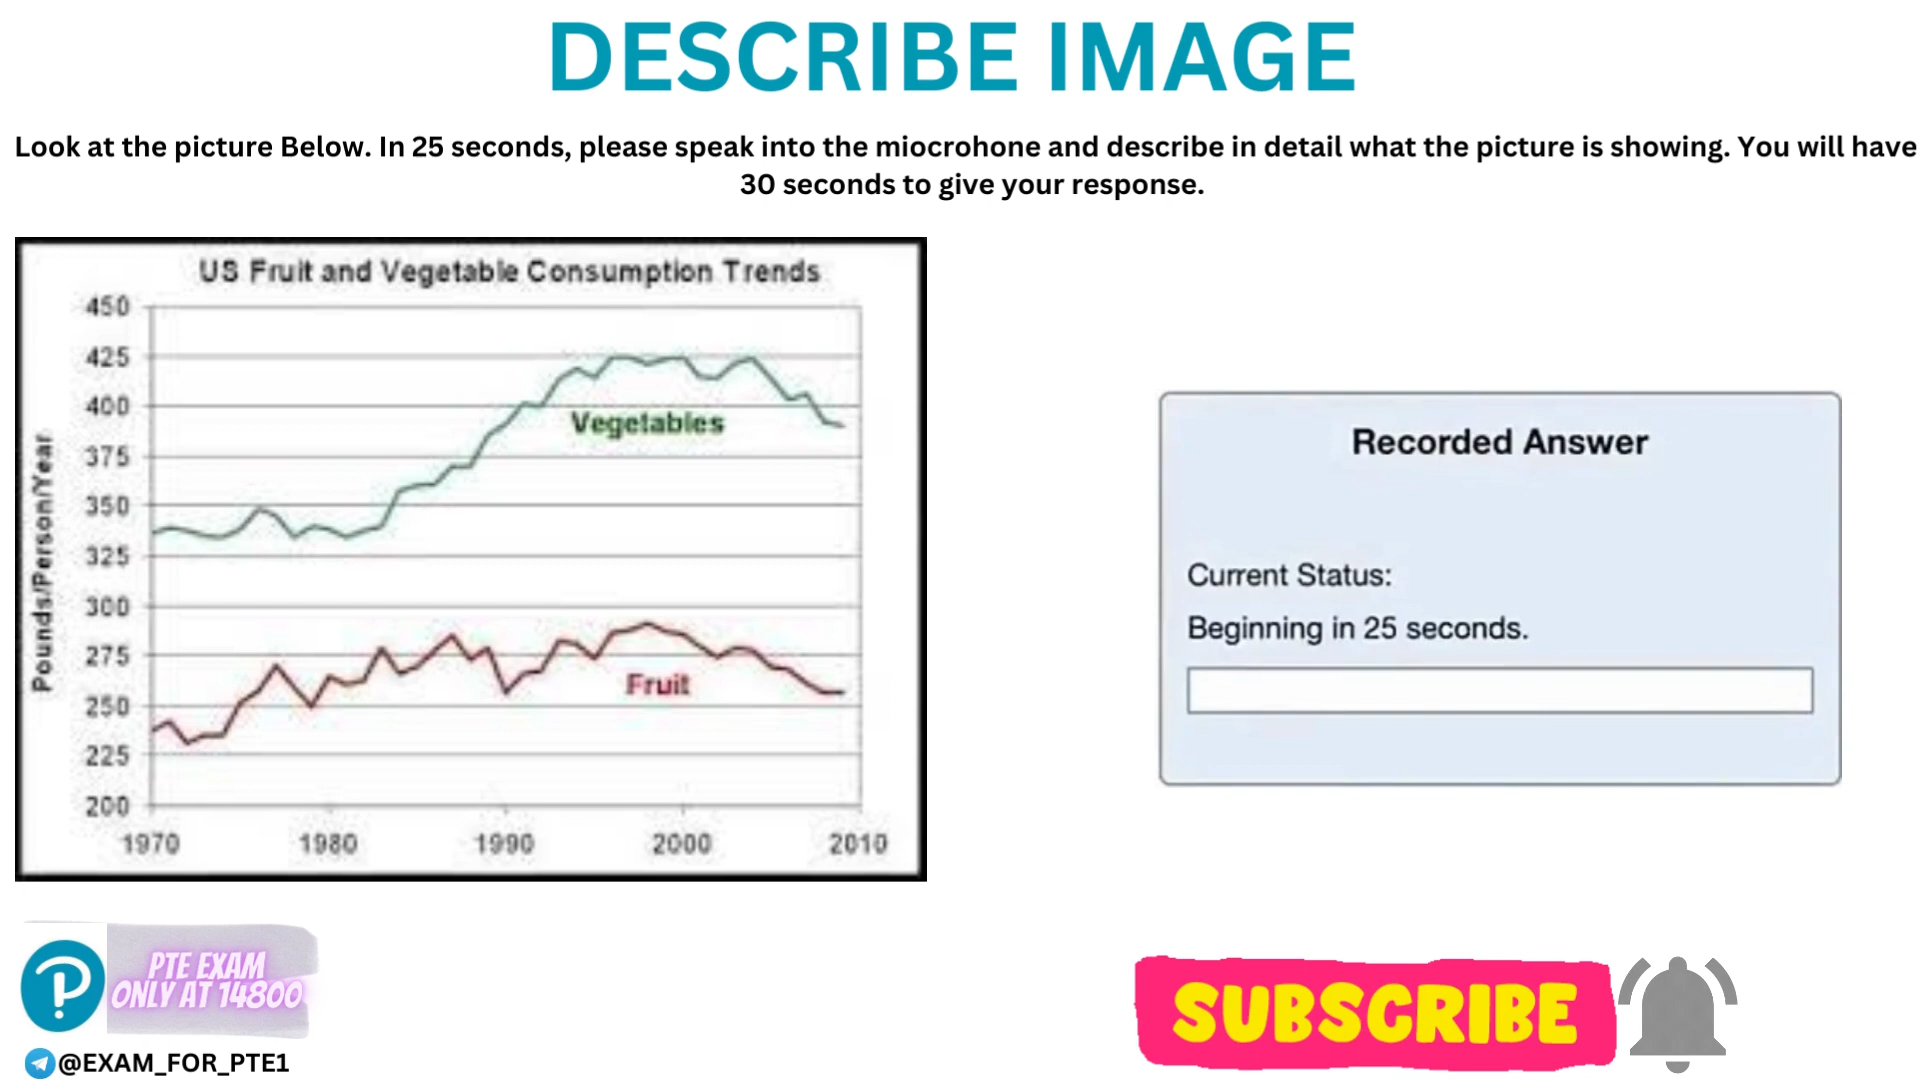 DESCRIBE IMAGE
Look at the picture Below. In 25 seconds, please speak into the miocrohone and describe in detail what the picture is showing. You will have
30 seconds to give your response.
US Fruit and Vegetable Consumption Trends
450
425
400
375
350
325
300
275
250
225
200
Pounds/Person/Year
Vegetables
Fruit
1970 1980 1990 2000 2010
Recorded Answer
Current Status:
Beginning in 25 seconds.
PTE EXAM
ONLY AT 14800
@EXAM_FOR_PTE1
SUBSCRIBE